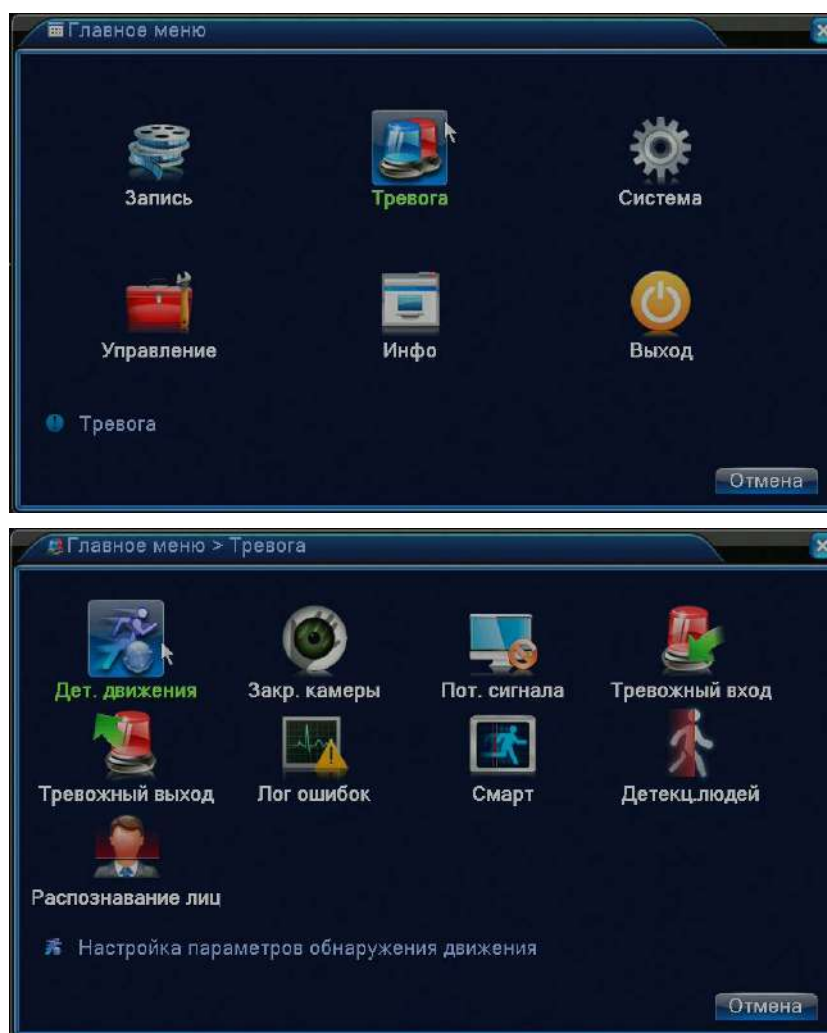 Главное меню
Запись
Тревога
Система
Управление
Инфо
Выход
Тревога
Отмена
Главное меню > Тревога
Дет. движения
Закр. камеры
Пот. сигнала
Тревожный вход
Тревожный выход
Лог ошибок
Смарт
Детекц.людей
Распознавание лиц
Настройка параметров обнаружения движения
Отмена